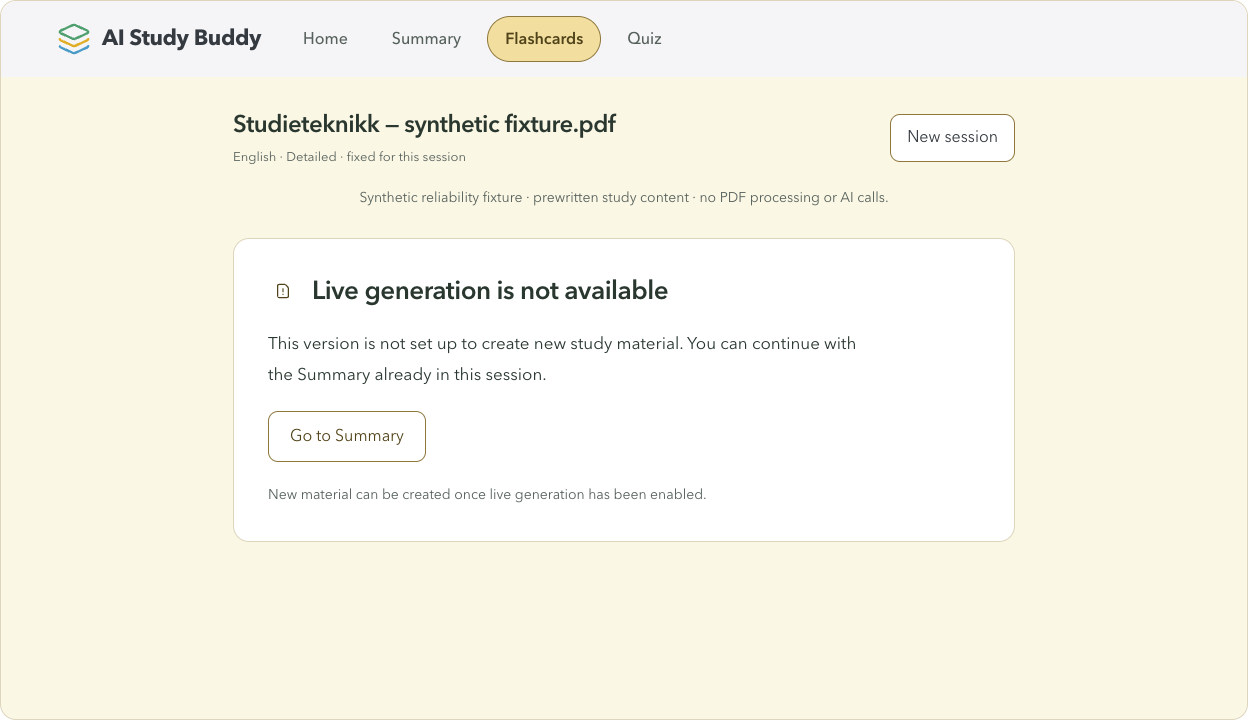 AI Study Buddy
Home
Summary
Flashcards
Quiz
Studieteknikk – synthetic fixture.pdf
English · Detailed · fixed for this session
New session
Synthetic reliability fixture · prewritten study content · no PDF processing or AI calls.
Live generation is not available
This version is not set up to create new study material. You can continue with
the Summary already in this session.
Go to Summary
New material can be created once live generation has been enabled.